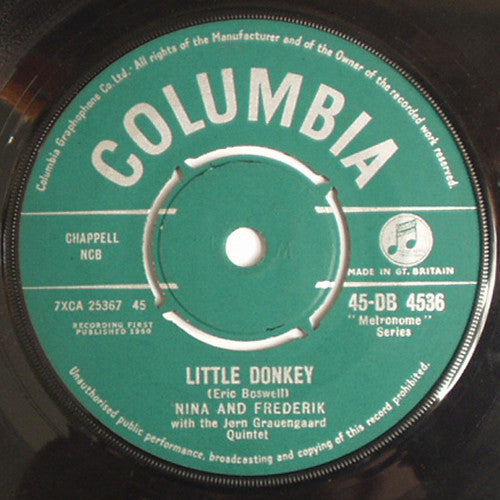 Columbia Graphophone Co. Ltd. · All rights of the Manufacturer and of the Owner of the recorded work reserved
COLUMBIA
CHAPPELL
NCB
MADE IN GT. BRITAIN
7XCA 25367 45
45-DB 4536
RECORDING FIRST
PUBLISHED 1960
"Metronome"
Series
LITTLE DONKEY
(Eric Boswell)
NINA AND FREDERIK
with the Jørn Grauengaard
Quintet
Unauthorised public performance, broadcasting and copying of this record prohibited.